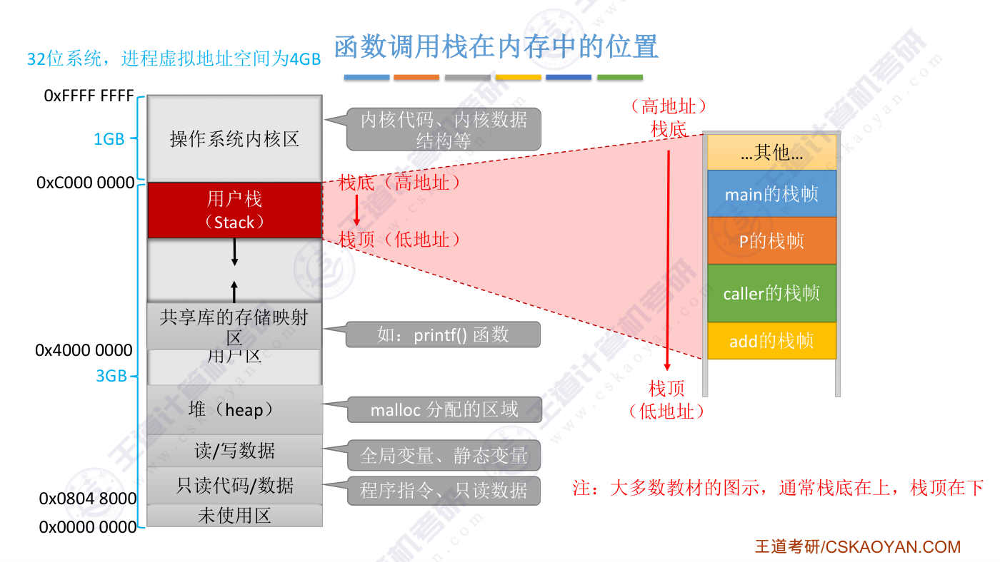 函数调用栈在内存中的位置
32位系统，进程虚拟地址空间为4GB
0xFFFF FFFF
1GB
操作系统内核区
内核代码、内核数据
结构等
0xC000 0000
用户栈
（Stack）
栈底（高地址）
栈顶（低地址）
共享库的存储映射
区
如：printf() 函数
0x4000 0000
用户区
3GB
堆（heap）
malloc 分配的区域
读/写数据
全局变量、静态变量
只读代码/数据
程序指令、只读数据
0x0804 8000
未使用区
0x0000 0000
（高地址）
栈底
…其他…
main的栈帧
P的栈帧
caller的栈帧
add的栈帧
栈顶
（低地址）
注：大多数教材的图示，通常栈底在上，栈顶在下
王道考研/CSKAOYAN.COM
王道计算机考研
www.cskaoyan.com